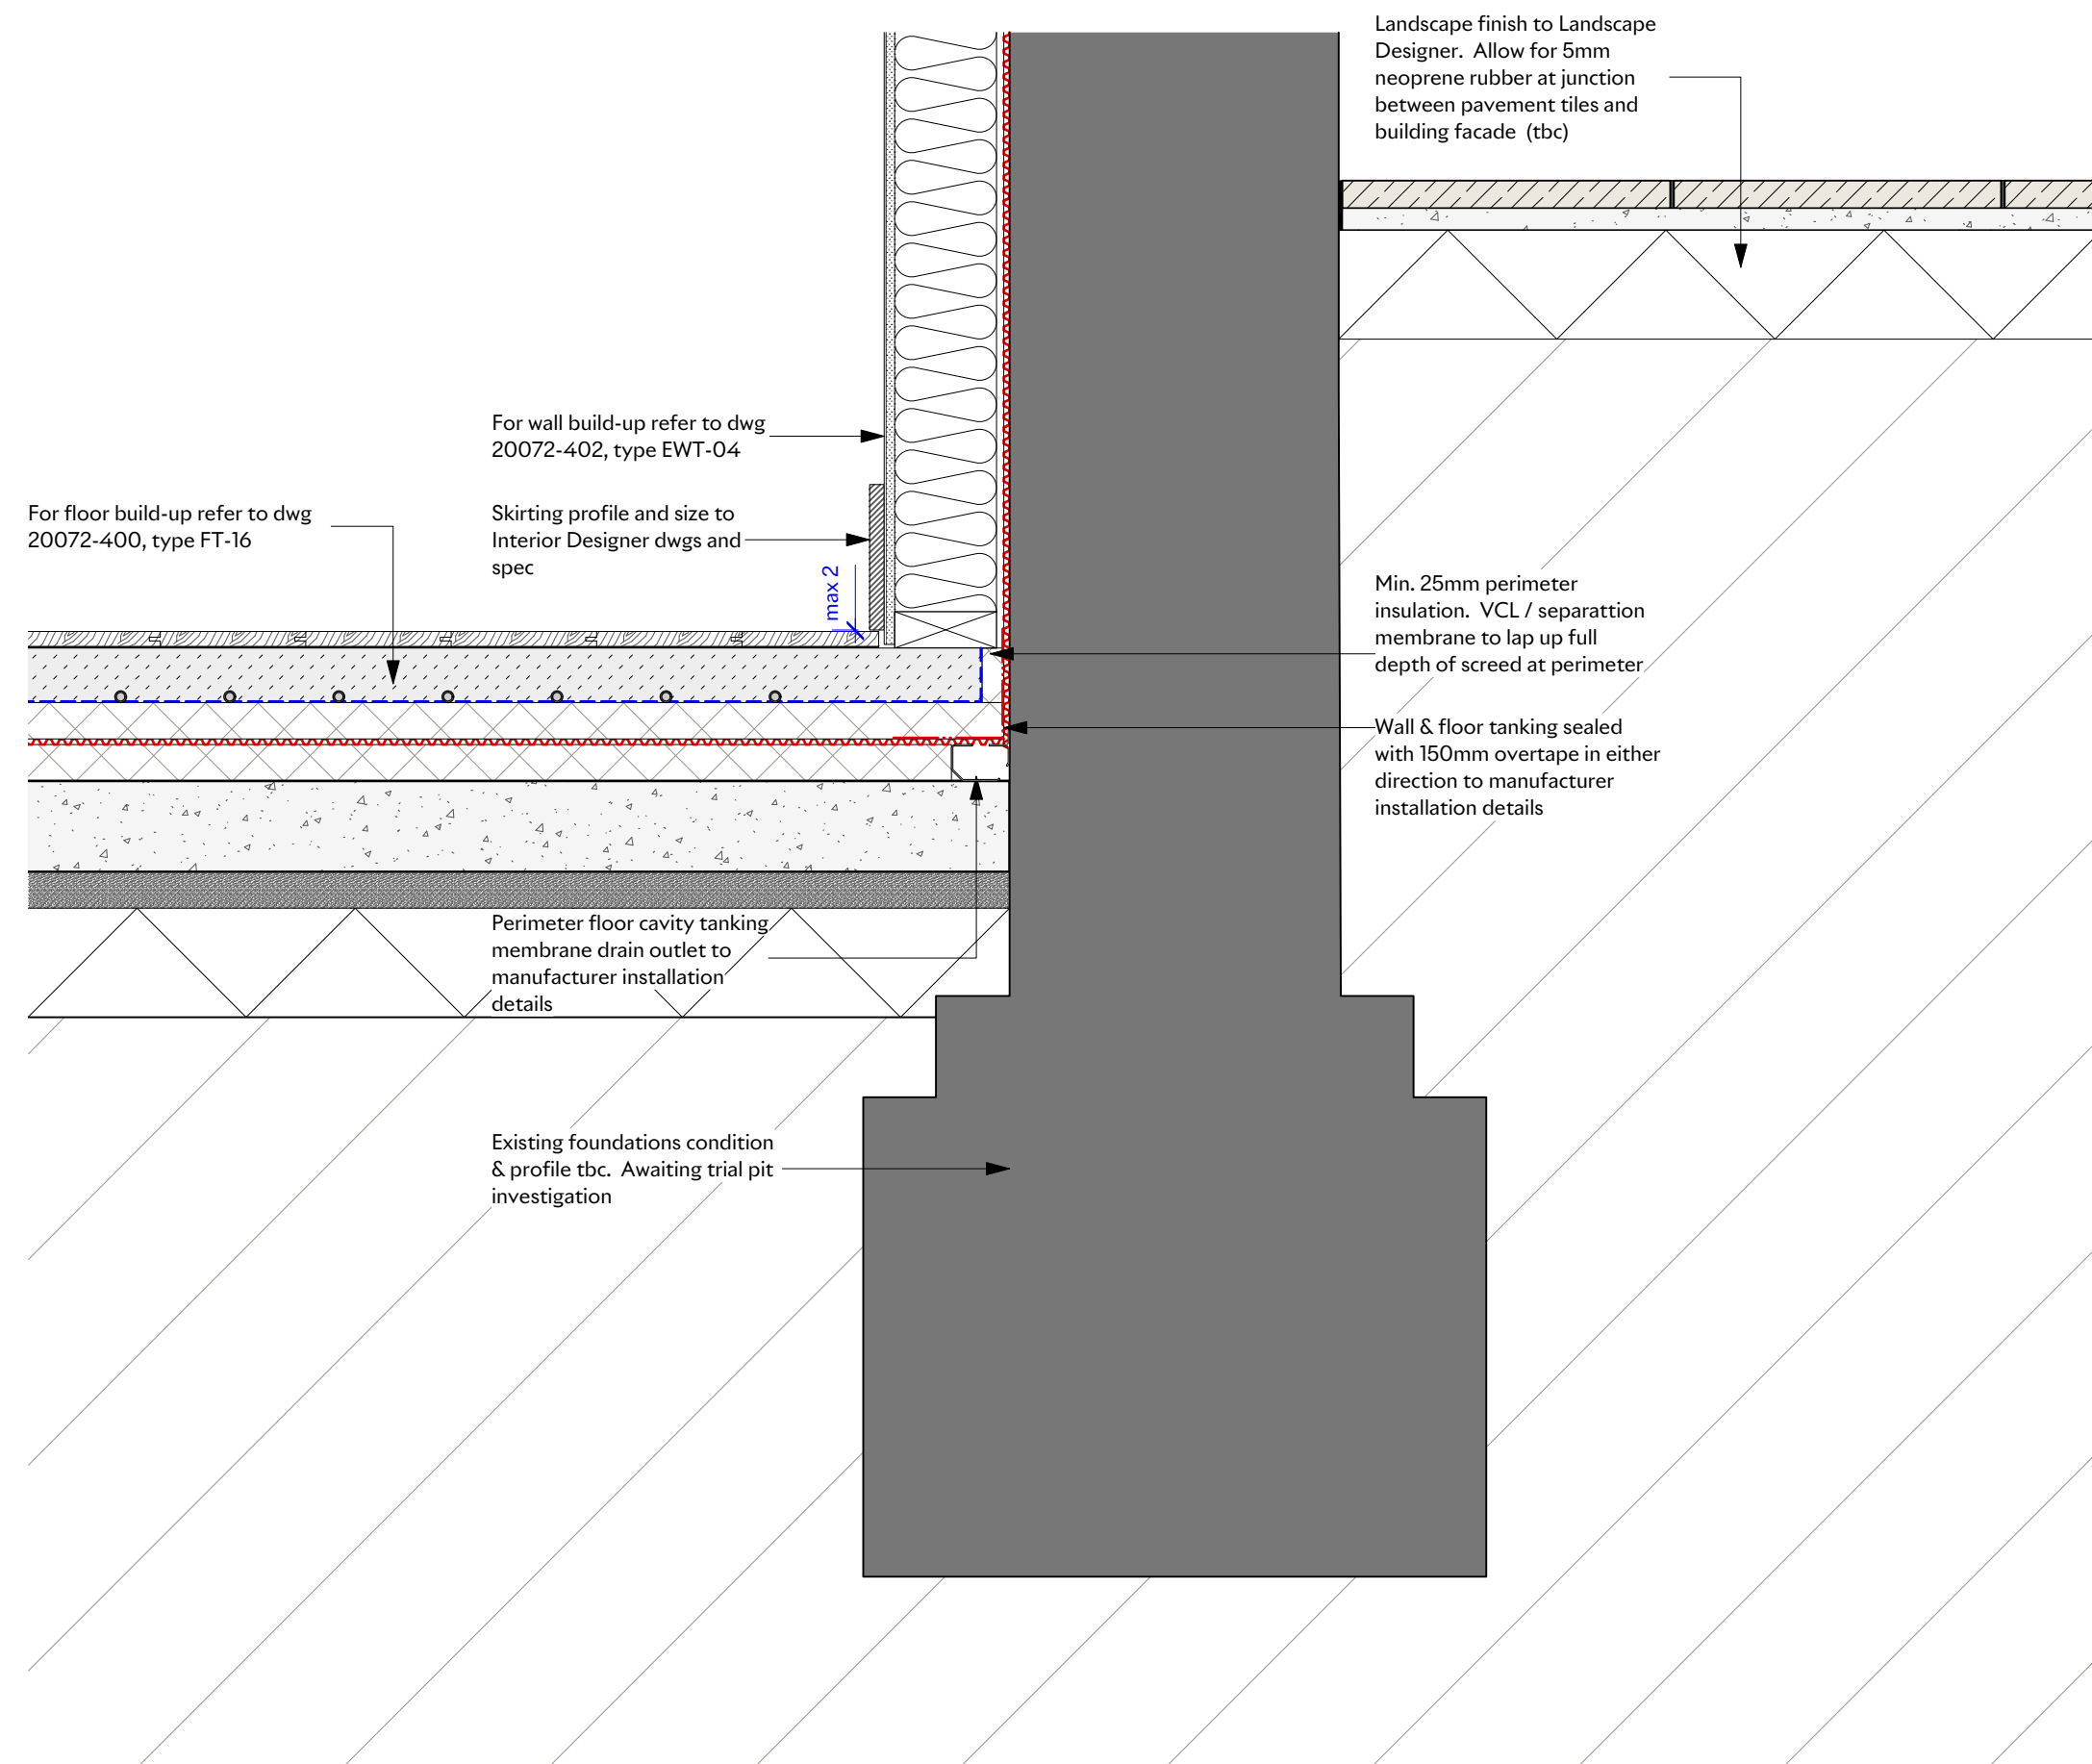 Landscape finish to Landscape
Designer.  Allow for 5mm
neoprene rubber at junction
between pavement tiles and
building facade  (tbc)
For wall build-up refer to dwg
20072-402, type EWT-04
For floor build-up refer to dwg
20072-400, type FT-16
Skirting profile and size to
Interior Designer dwgs and
spec
max 2
Min. 25mm perimeter
insulation.  VCL / separattion
membrane to lap up full
depth of screed at perimeter
Wall & floor tanking sealed
with 150mm overtape in either
direction to manufacturer
installation details
Perimeter floor cavity tanking
membrane drain outlet to
manufacturer installation
details
Existing foundations condition
& profile tbc.  Awaiting trial pit
investigation